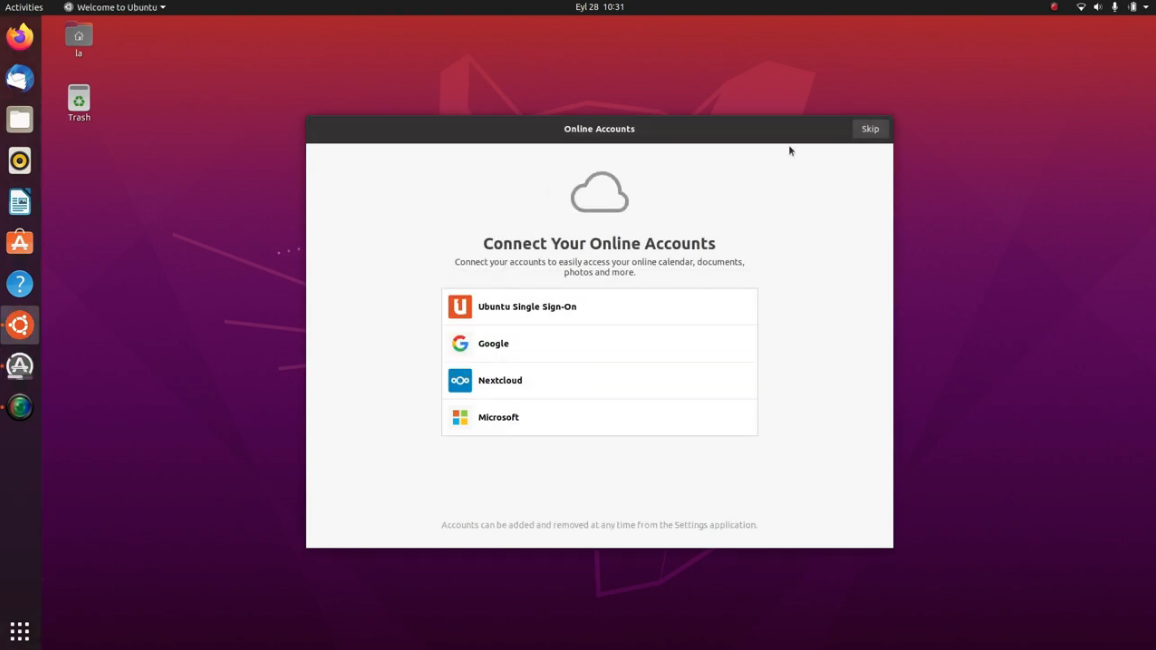 Activities
Welcome to Ubuntu
Eyl 28 10:31
la
Trash
Online Accounts
Skip
Connect Your Online Accounts
Connect your accounts to easily access your online calendar, documents,
photos and more.
Ubuntu Single Sign-On
Google
Nextcloud
Microsoft
Accounts can be added and removed at any time from the Settings application.